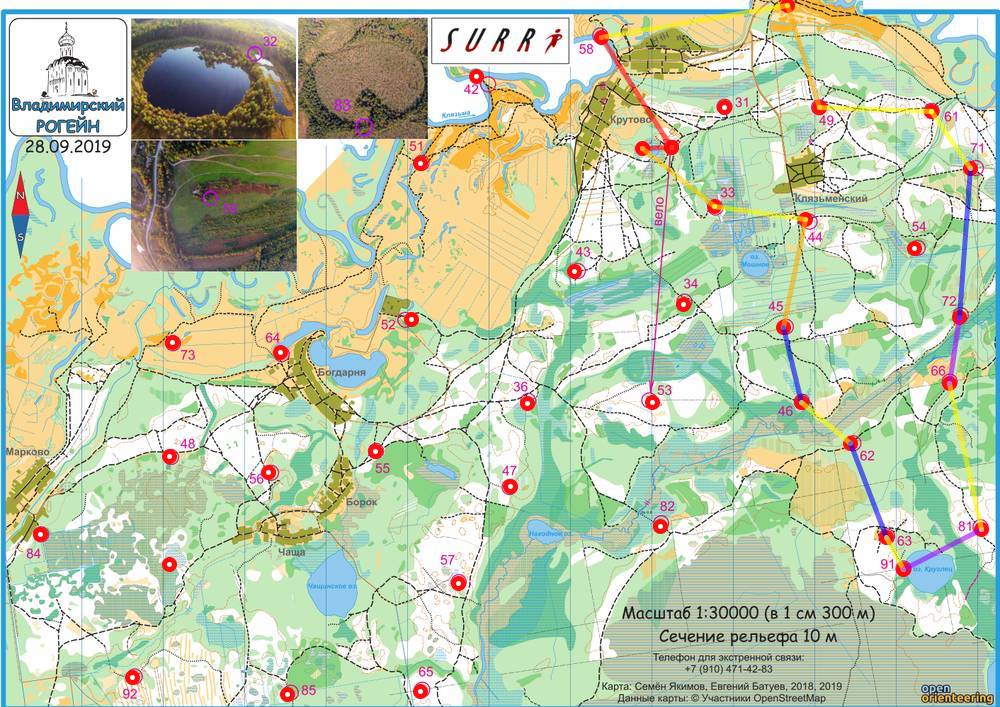 Владимирский
РОГЕЙН
28.09.2019
N
S
32
83
SURRI
58
42
Клязьма
Крутово
31
49
61
71
51
33
Клязьменский
44
54
вело
43
оз.
Мошное
34
45
72
52
73
64
Богдарня
36
53
46
66
Марково
48
56
55
62
47
Борок
82
Находное оз.
81
84
Чаща
63
91
оз. Круглец
57
Чащинское оз.
65
92
85
Масштаб 1:30000 (в 1 см 300 м)
Сечение рельефа 10 м
Телефон для экстренной связи:
+7 (910) 471-42-83
Карта: Семён Якимов, Евгений Батуев, 2018, 2019
Данные карты: © Участники OpenStreetMap
open
orienteering